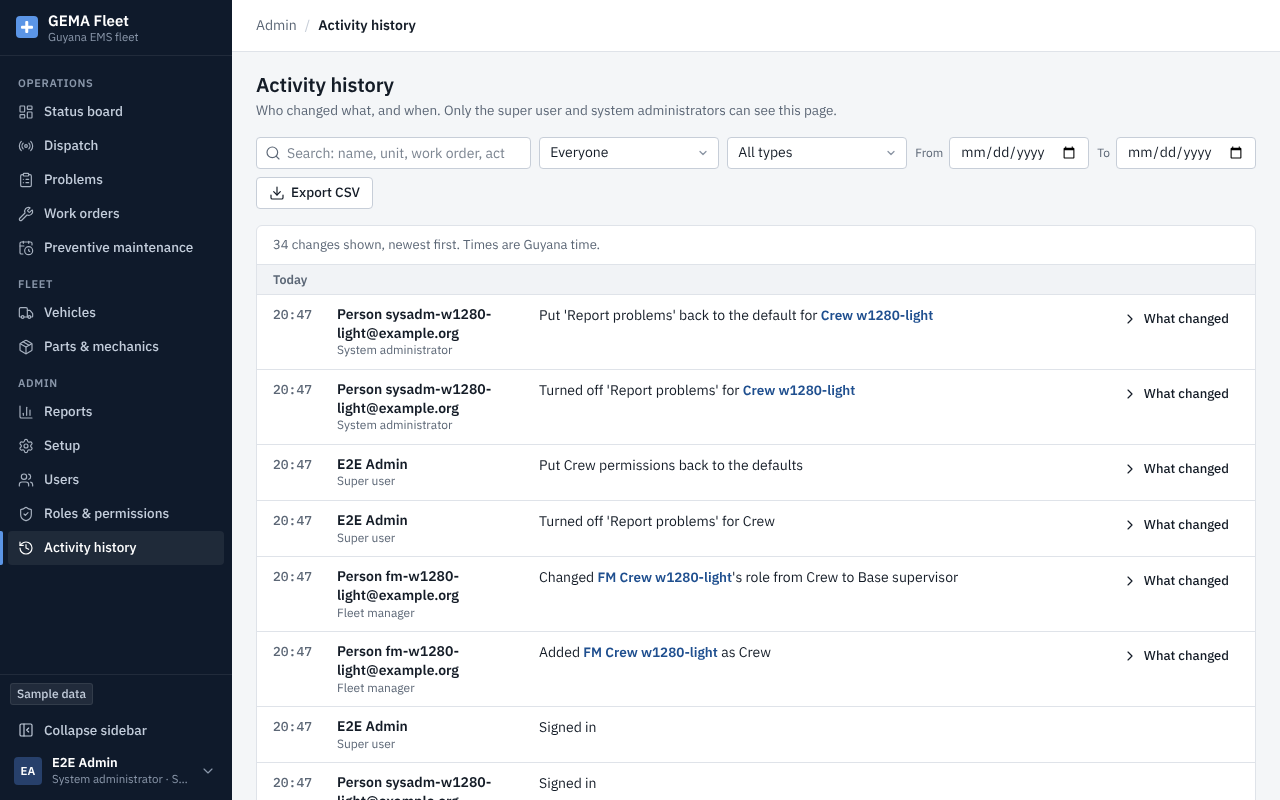 GEMA Fleet
Guyana EMS fleet
OPERATIONS
Status board
Dispatch
Problems
Work orders
Preventive maintenance
FLEET
Vehicles
Parts & mechanics
ADMIN
Reports
Setup
Users
Roles & permissions
Activity history
Sample data
Collapse sidebar
EA
E2E Admin
System administrator · S...
Admin / Activity history
Activity history
Who changed what, and when. Only the super user and system administrators can see this page.
Search: name, unit, work order, act
Everyone
All types
From mm/dd/yyyy
To mm/dd/yyyy
Export CSV
34 changes shown, newest first. Times are Guyana time.
Today
20:47 Person sysadm-w1280- Put 'Report problems' back to the default for Crew w1280-light What changed
light@example.org
System administrator
20:47 Person sysadm-w1280- Turned off 'Report problems' for Crew w1280-light What changed
light@example.org
System administrator
20:47 E2E Admin Put Crew permissions back to the defaults What changed
Super user
20:47 E2E Admin Turned off 'Report problems' for Crew What changed
Super user
20:47 Person fm-w1280- Changed FM Crew w1280-light's role from Crew to Base supervisor What changed
light@example.org
Fleet manager
20:47 Person fm-w1280- Added FM Crew w1280-light as Crew What changed
light@example.org
Fleet manager
20:47 E2E Admin Signed in
Super user
20:47 Person sysadm-w1280- Signed in
light@example.org